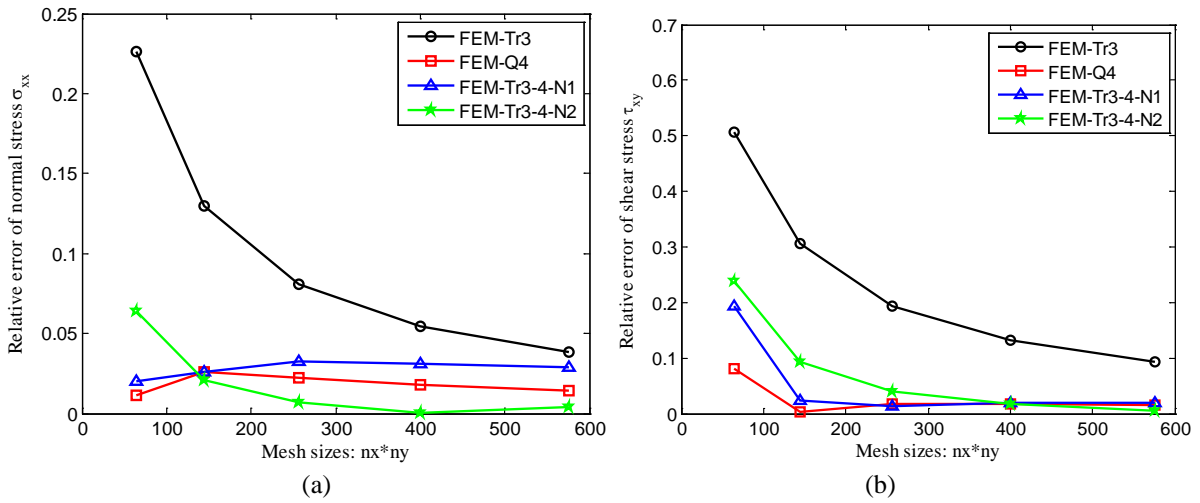 0.25
0.2
0.15
0.1
0.05
0
0 100 200 300 400 500 600
Relative error of normal stress σxx
Mesh sizes: nx*ny
FEM-Tr3
FEM-Q4
FEM-Tr3-4-N1
FEM-Tr3-4-N2
(a)
0.7
0.6
0.5
0.4
0.3
0.2
0.1
0
0 100 200 300 400 500 600
Relative error of shear stress τxy
Mesh sizes: nx*ny
FEM-Tr3
FEM-Q4
FEM-Tr3-4-N1
FEM-Tr3-4-N2
(b)